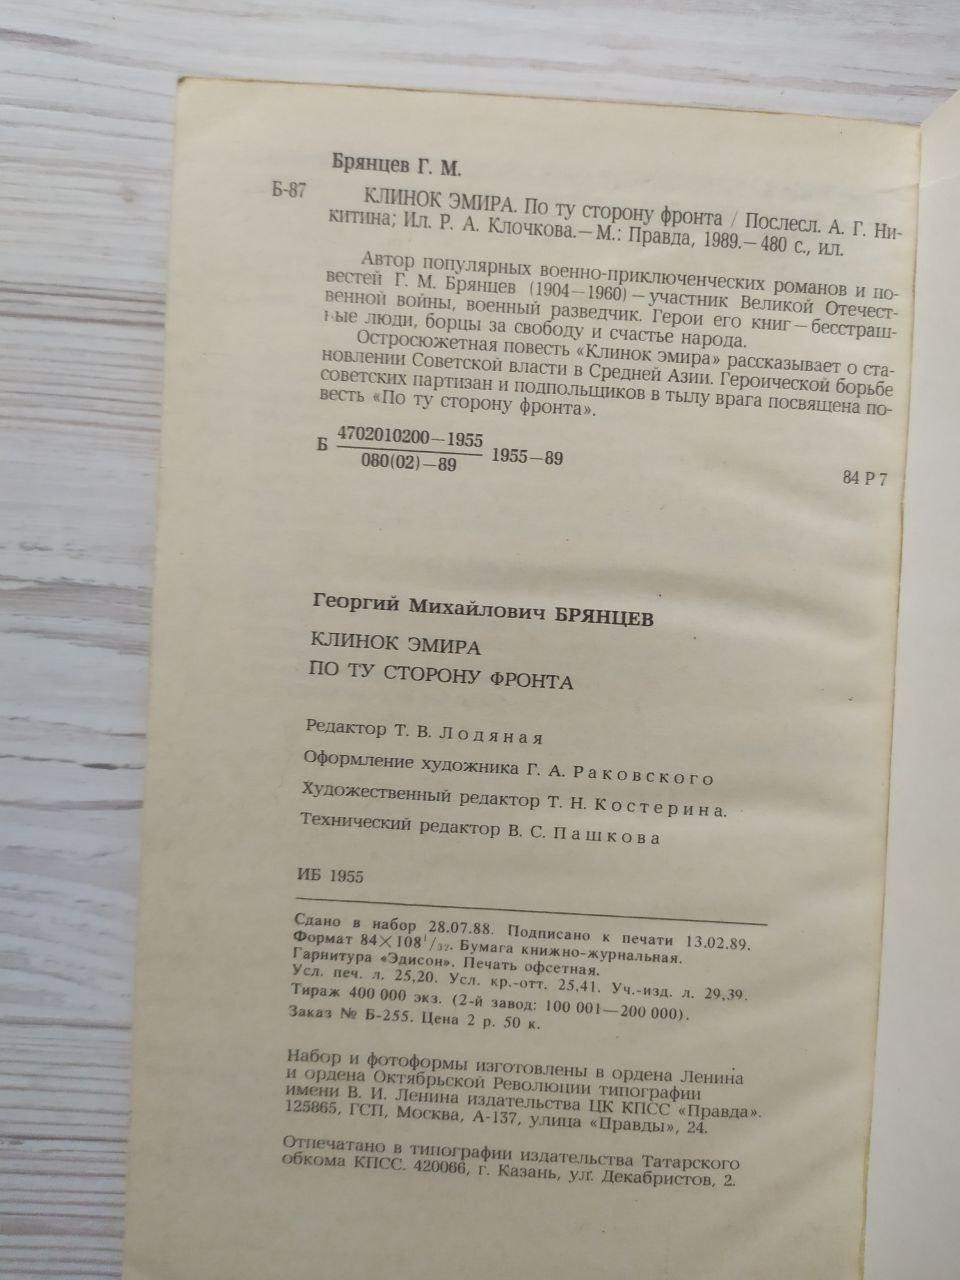 Брянцев Г. М.
Б-87
КЛИНОК ЭМИРА. По ту сторону фронта / Послесл. А. Г. Ни-
китина; Ил. Р. А. Клочкова.—М.: Правда, 1989.—480 с., ил.
Автор популярных военно-приключенческих романов и по-
вестей Г. М. Брянцев (1904—1960)—участник Великой Отечест-
венной войны, военный разведчик. Герои его книг—бесстраш-
ные люди, борцы за свободу и счастье народа.
Остросюжетная повесть «Клинок эмира» рассказывает о ста-
новлении Советской власти в Средней Азии. Героической борьбе
советских партизан и подпольщиков в тылу врага посвящена по-
весть «По ту сторону фронта».
Б 4702010200—1955
080(02)—89
1955—89
84 Р 7
Георгий Михайлович БРЯНЦЕВ
КЛИНОК ЭМИРА
ПО ТУ СТОРОНУ ФРОНТА
Редактор Т. В. Лодяная
Оформление художника Г. А. Раковского
Художественный редактор Т. Н. Костерина.
Технический редактор В. С. Пашкова
ИБ 1955
Сдано в набор 28.07.88. Подписано к печати 13.02.89.
Формат 84×108 1/32. Бумага книжно-журнальная.
Гарнитура «Эдисон». Печать офсетная.
Усл. печ. л. 25,20. Усл. кр.-отт. 25,41. Уч.-изд. л. 29,39.
Тираж 400 000 экз. (2-й завод: 100 001—200 000).
Заказ № Б-255. Цена 2 р. 50 к.
Набор и фотоформы изготовлены в ордена Ленина
и ордена Октябрьской Революции типографии
имени В. И. Ленина издательства ЦК КПСС «Правда».
125865, ГСП, Москва, А-137, улица «Правды», 24.
Отпечатано в типографии издательства Татарского
обкома КПСС. 420066, г. Казань, ул. Декабристов, 2.